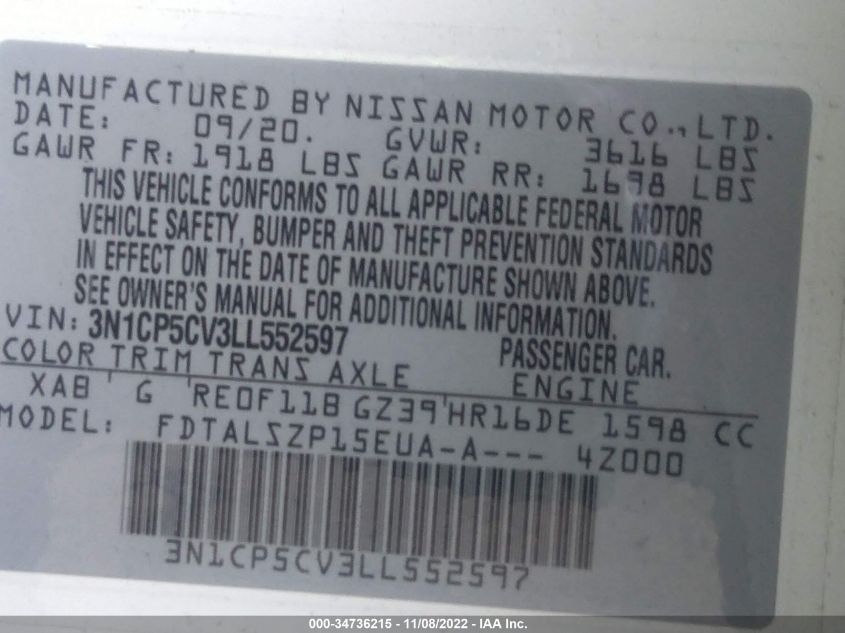 MANUFACTURED BY NISSAN MOTOR CO., LTD.
DATE: 09/20. GVWR: 3616 LBS
GAWR FR: 1918 LBS GAWR RR: 1698 LBS
THIS VEHICLE CONFORMS TO ALL APPLICABLE FEDERAL MOTOR
VEHICLE SAFETY, BUMPER AND THEFT PREVENTION STANDARDS
IN EFFECT ON THE DATE OF MANUFACTURE SHOWN ABOVE.
SEE OWNER'S MANUAL FOR ADDITIONAL INFORMATION.
VIN: 3N1CP5CV3LL552597 PASSENGER CAR.
COLOR TRIM TRANS AXLE ENGINE
XAB G RE0F11B GZ39 HR16DE 1598 CC
MODEL: FDTALSZP15EUA-A--- 4Z000
3N1CP5CV3LL552597
000-34736215 - 11/08/2022 - IAA Inc.